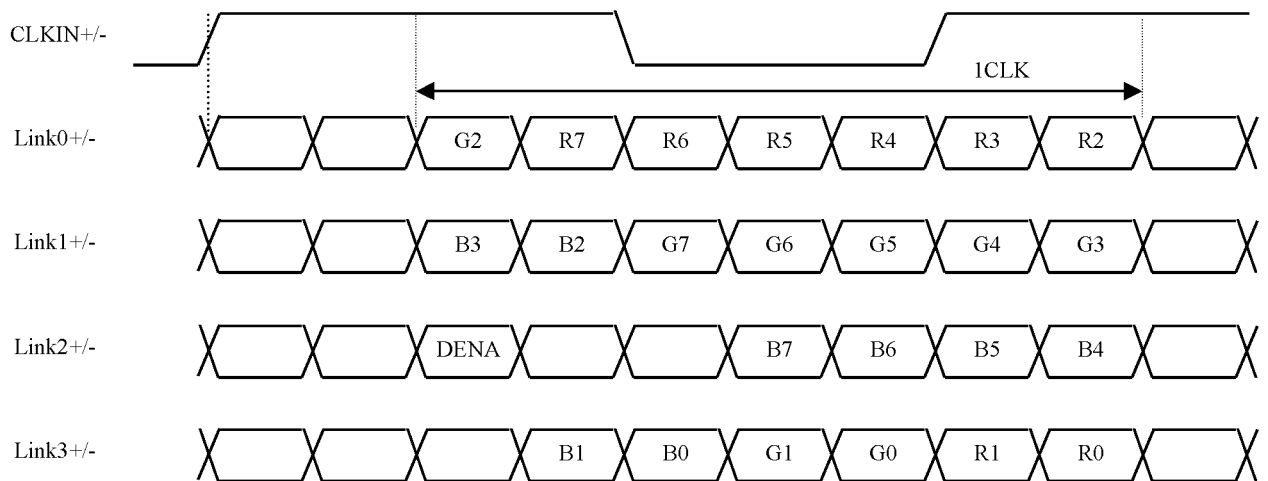 CLKIN+/-
1CLK
Link0+/- G2 R7 R6 R5 R4 R3 R2
Link1+/- B3 B2 G7 G6 G5 G4 G3
Link2+/- DENA B7 B6 B5 B4
Link3+/- B1 B0 G1 G0 R1 R0